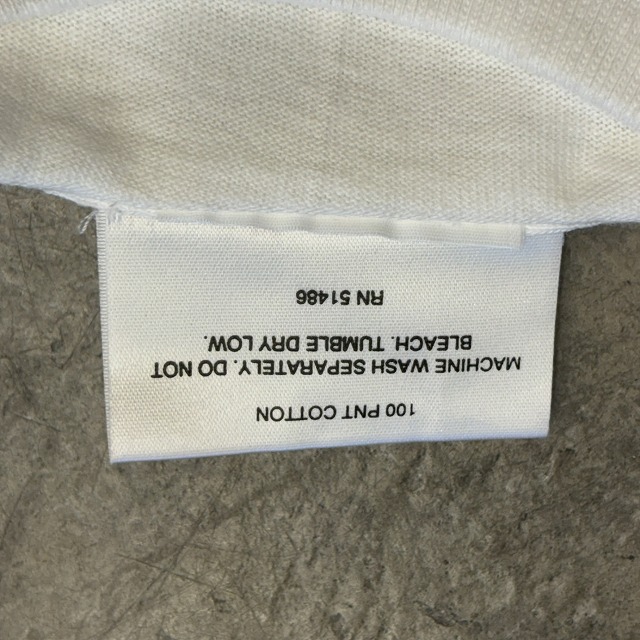 100 PNT COTTON
MACHINE WASH SEPARATELY. DO NOT
BLEACH. TUMBLE DRY LOW.
RN 51486